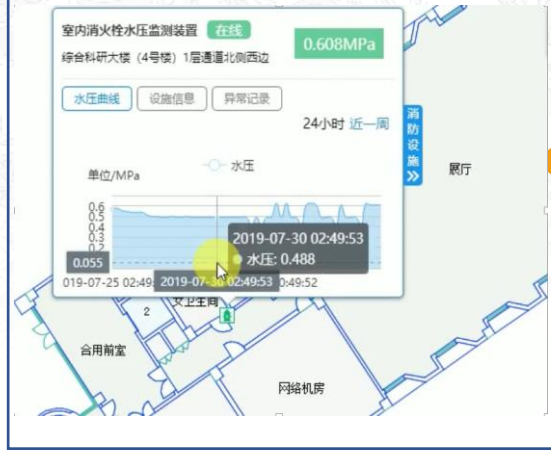 室内消火栓水压监测装置 在线
0.608MPa
综合科研大楼（4号楼）1层通道北侧西边
水压曲线 设施信息 异常记录
24小时 近一周
消防设施
展厅
水压
单位/MPa
0.6
0.5
0.4
0.3
0.2
0.055
2019-07-30 02:49:53
水压: 0.488
019-07-25 02:49: 2019-07-30 02:49:53 0:49:52
女卫生间
2
合用前室
网络机房